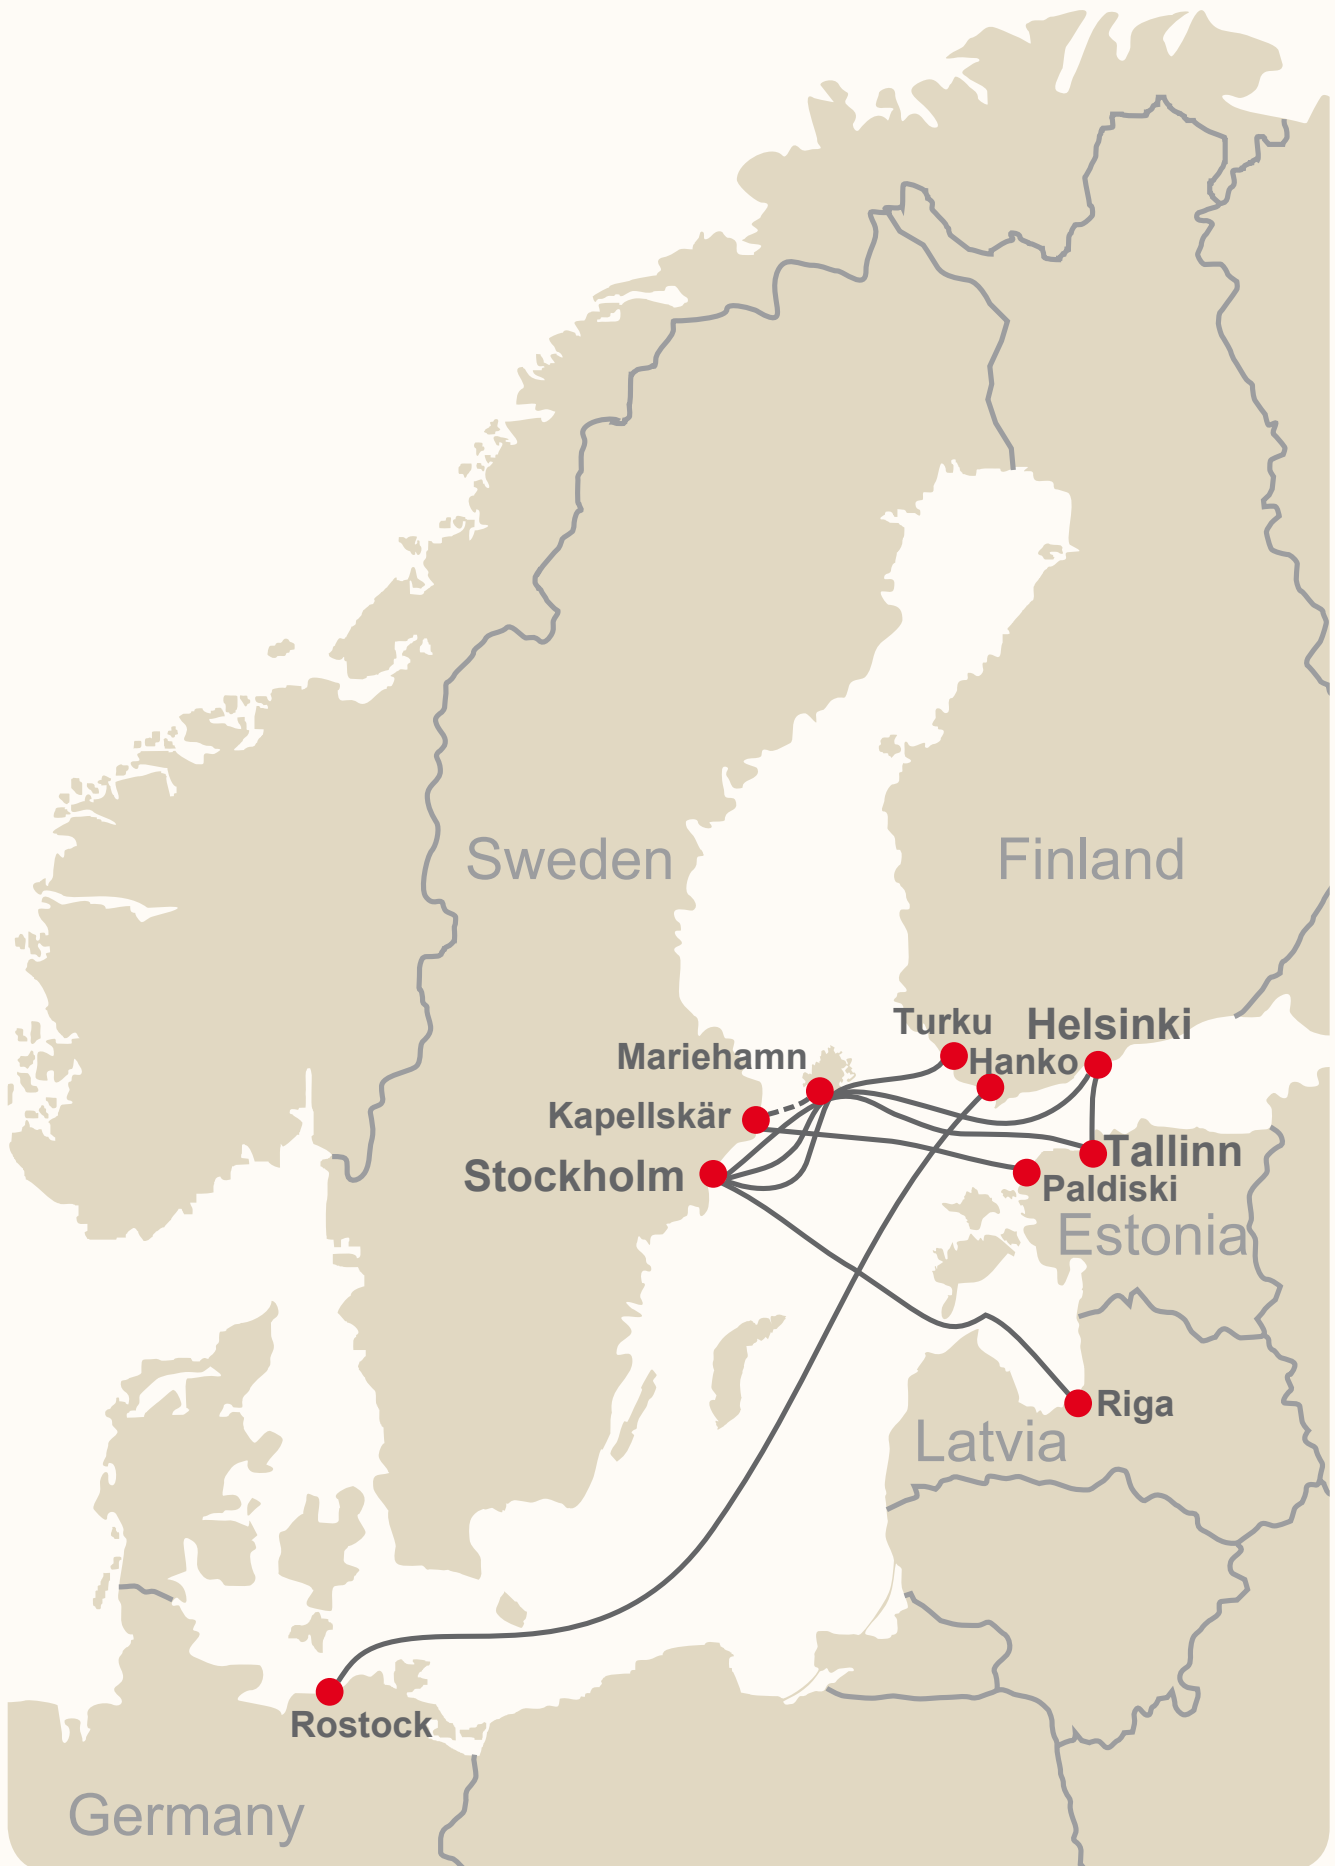 Sweden
Finland
Turku
Helsinki
Mariehamn
Hanko
Kapellskär
Stockholm
Tallinn
Paldiski
Estonia
Riga
Latvia
Rostock
Germany